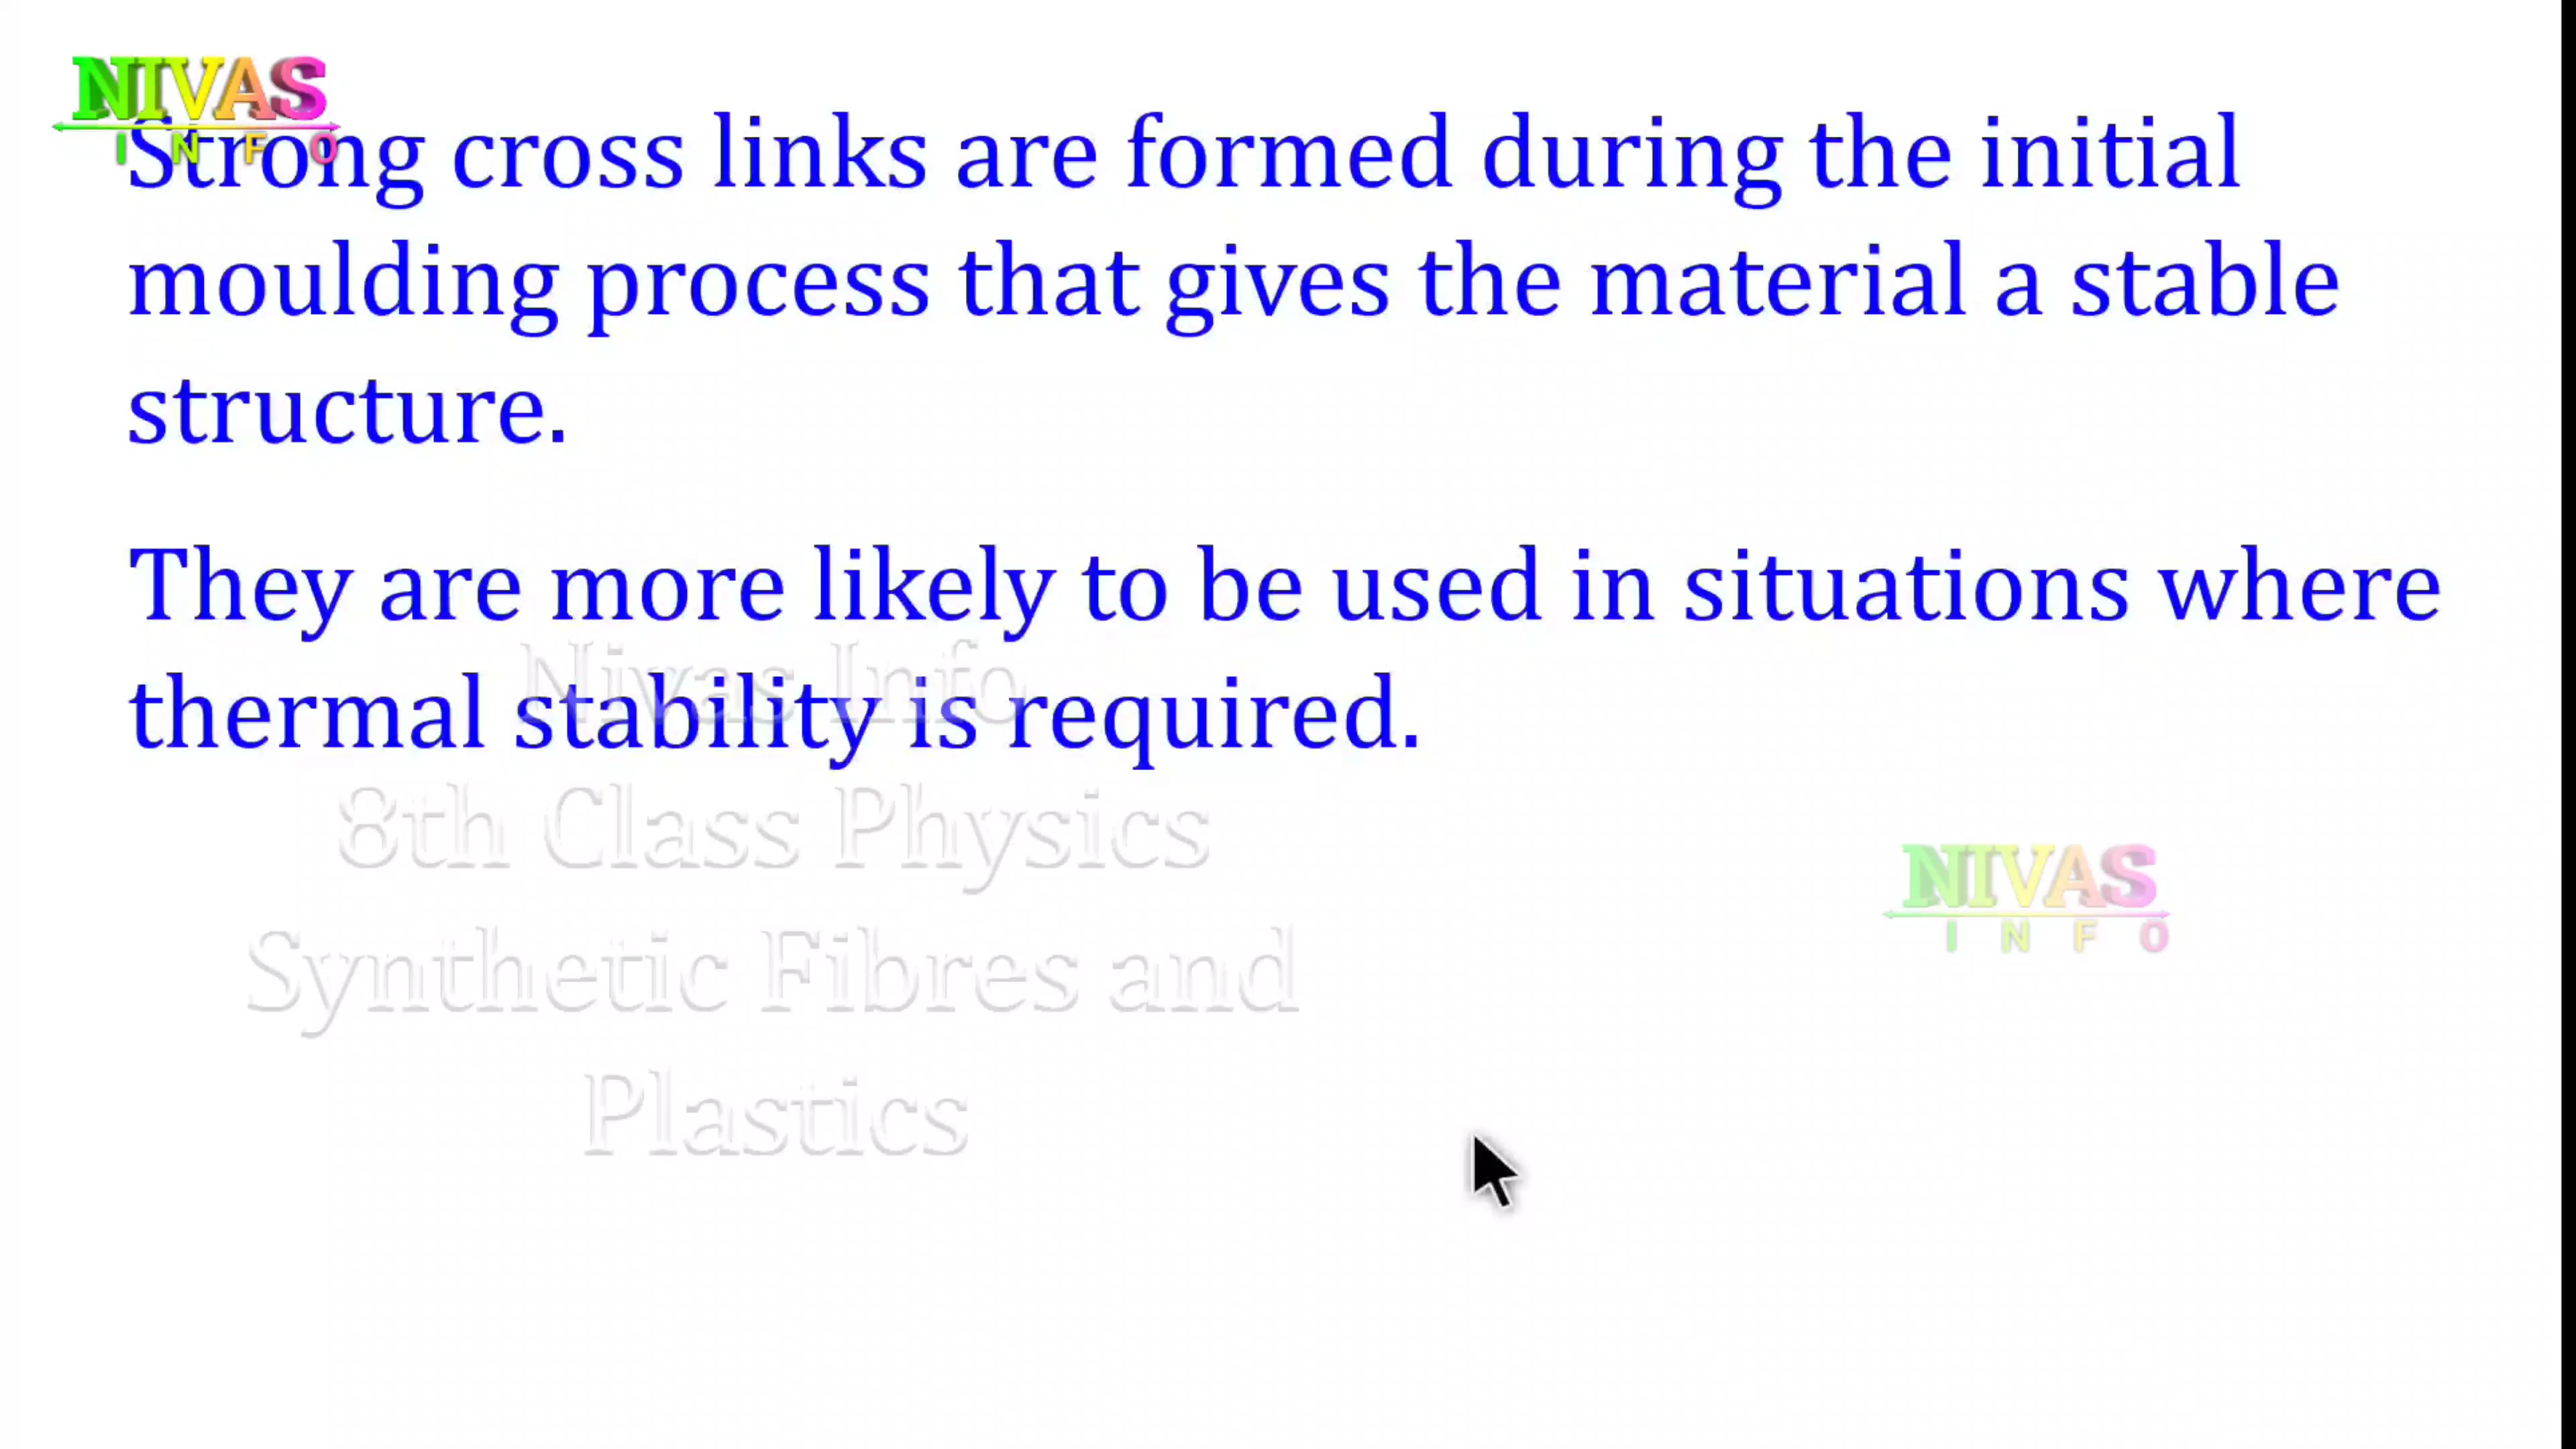 NIVAS
INFO
Strong cross links are formed during the initial
moulding process that gives the material a stable
structure.
They are more likely to be used in situations where
thermal stability is required.
Nivas Info
8th Class Physics
Synthetic Fibres and
Plastics
NIVAS
INFO